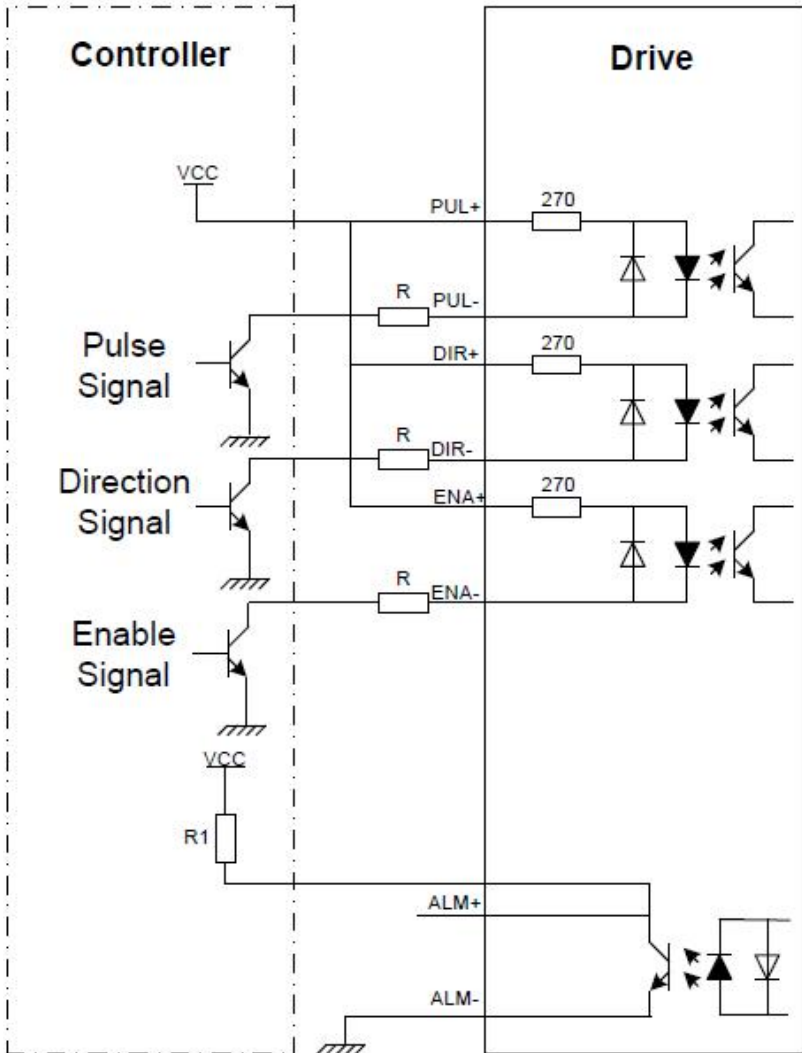 Controller
Drive
VCC
PUL+
270
R
PUL-
Pulse
Signal
DIR+
270
R
DIR-
Direction
Signal
ENA+
270
R
ENA-
Enable
Signal
VCC
R1
ALM+
ALM-